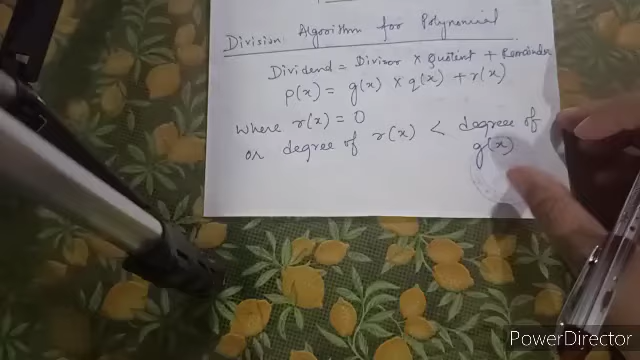 Division Algorithm for Polynomial
Dividend = Divisor × Quotient + Remainder
p(x) = g(x) × q(x) + r(x)
where r(x) = 0
or degree of r(x) < degree of
g(x)
PowerDirector